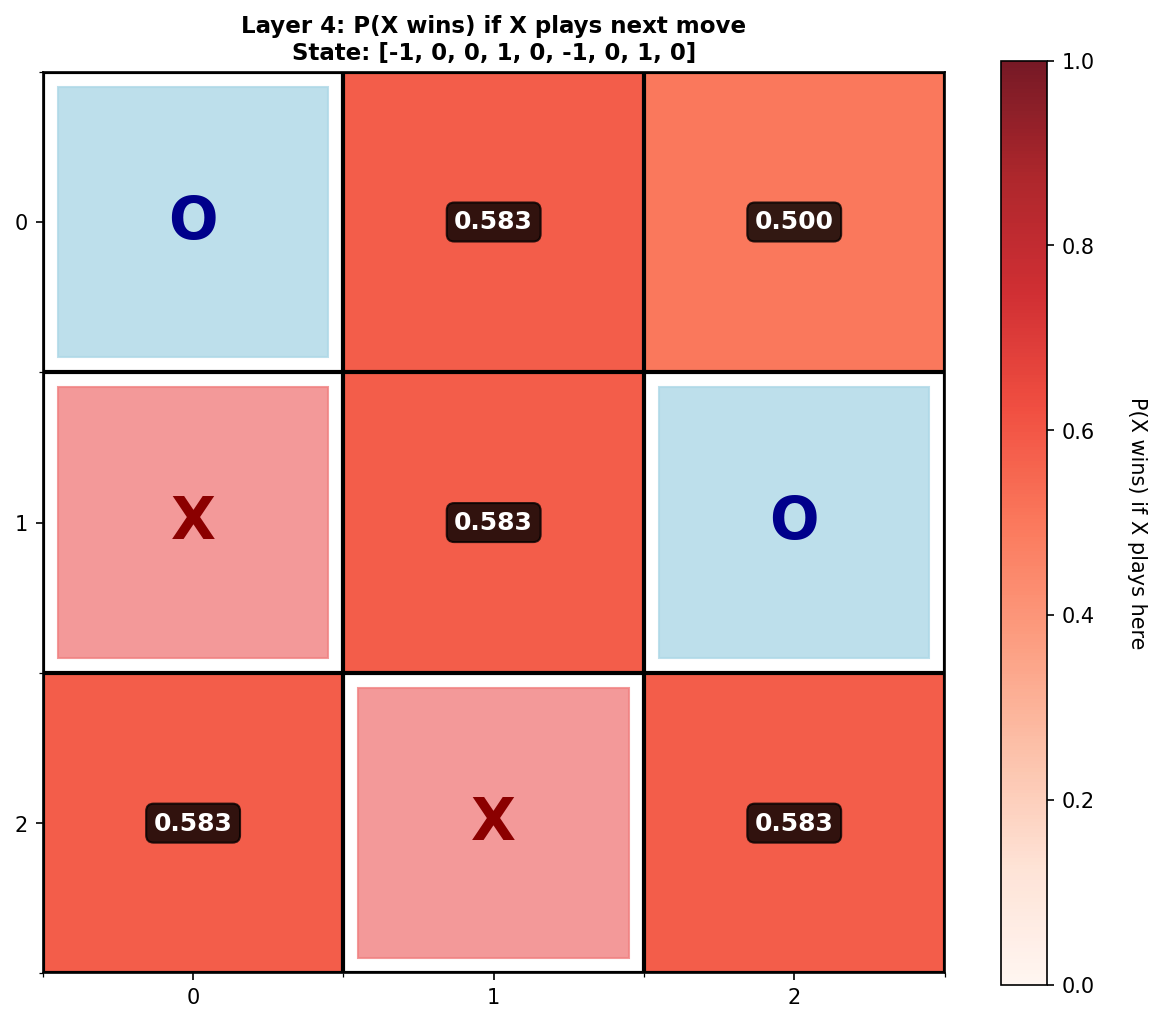 Layer 4: P(X wins) if X plays next move
State: [-1, 0, 0, 1, 0, -1, 0, 1, 0]
0
O
0.583
0.500
1
X
0.583
O
2
0.583
X
0.583
0
1
2
1.0
0.8
0.6
0.4
0.2
0.0
P(X wins) if X plays here